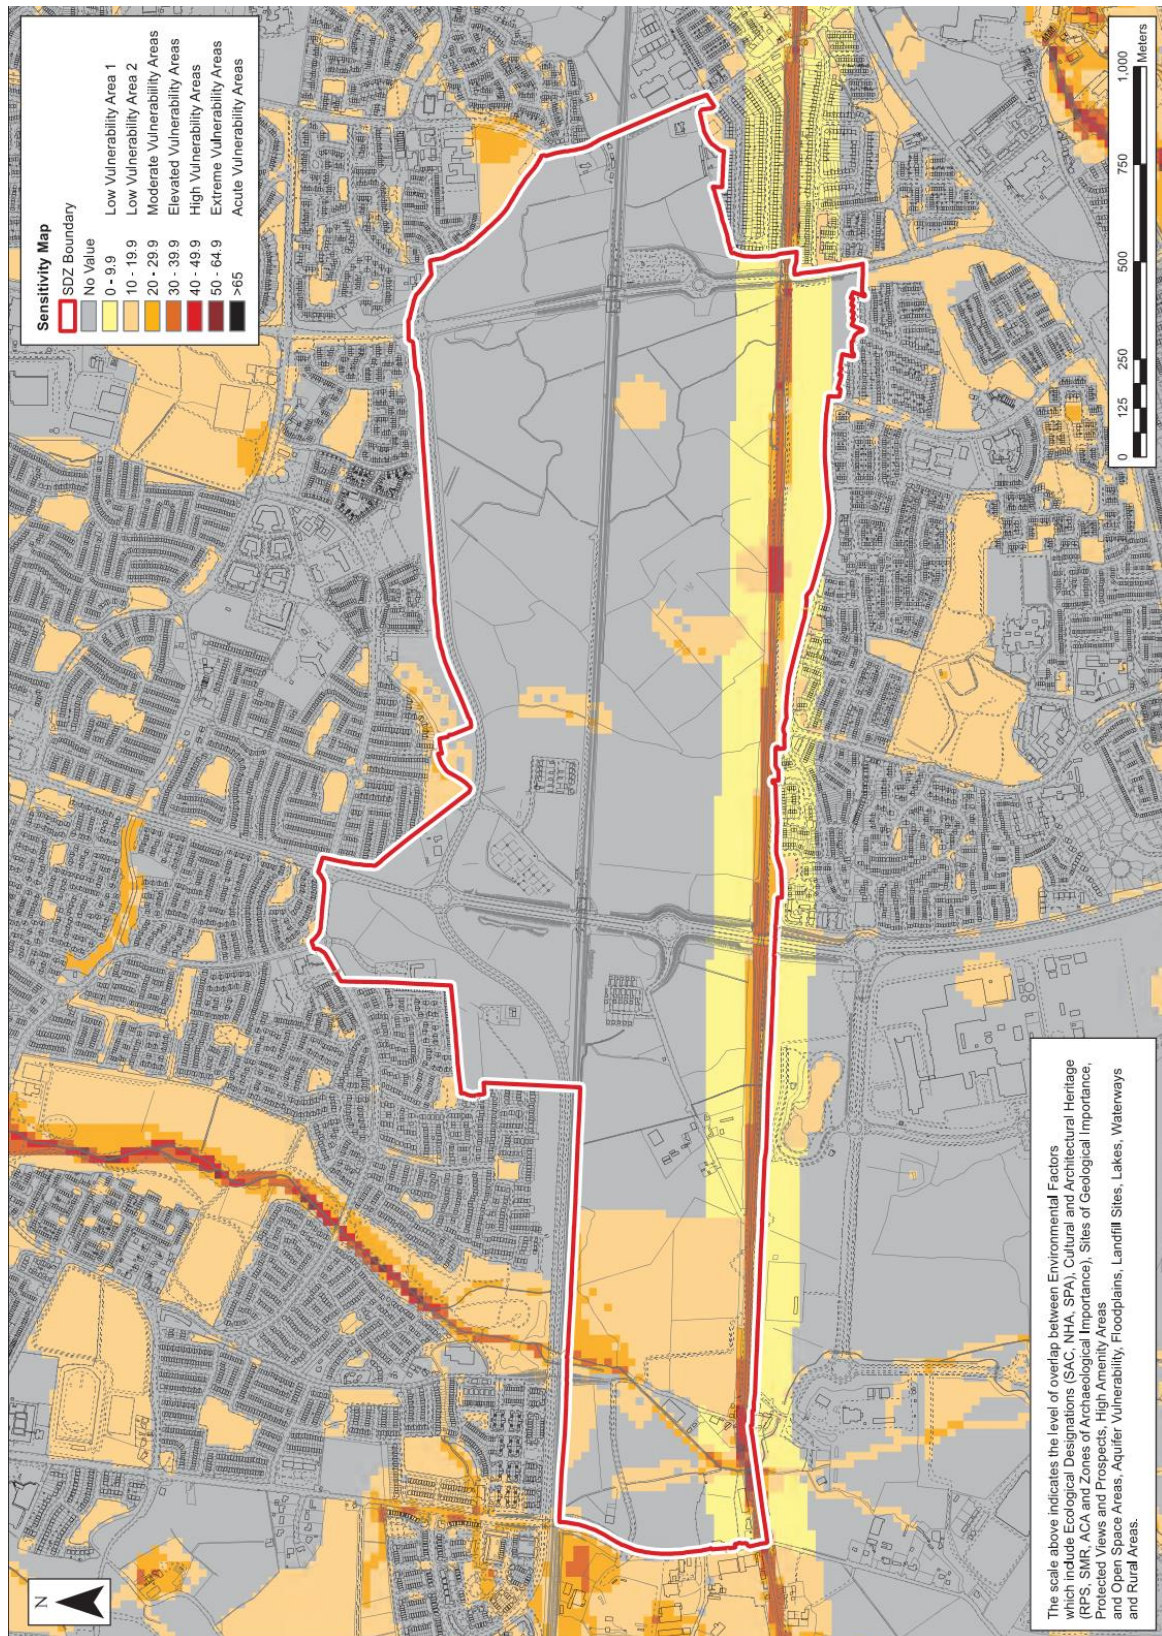 N
Sensitivity Map
SDZ Boundary
No Value
0 - 9.9 Low Vulnerability Area 1
10 - 19.9 Low Vulnerability Area 2
20 - 29.9 Moderate Vulnerability Areas
30 - 39.9 Elevated Vulnerability Areas
40 - 49.9 High Vulnerability Areas
50 - 64.9 Extreme Vulnerability Areas
>65 Acute Vulnerability Areas
The scale above indicates the level of overlap between Environmental Factors
which include Ecological Designations (SAC, NHA, SPA), Cultural and Architectural Heritage
(RPS, SMR, ACA and Zones of Archaeological Importance), Sites of Geological Importance,
Protected Views and Prospects, High Amenity Areas
and Open Space Areas, Aquifer Vulnerability, Floodplains, Landfill Sites, Lakes, Waterways
and Rural Areas.
0 125 250 500 750 1,000
Meters